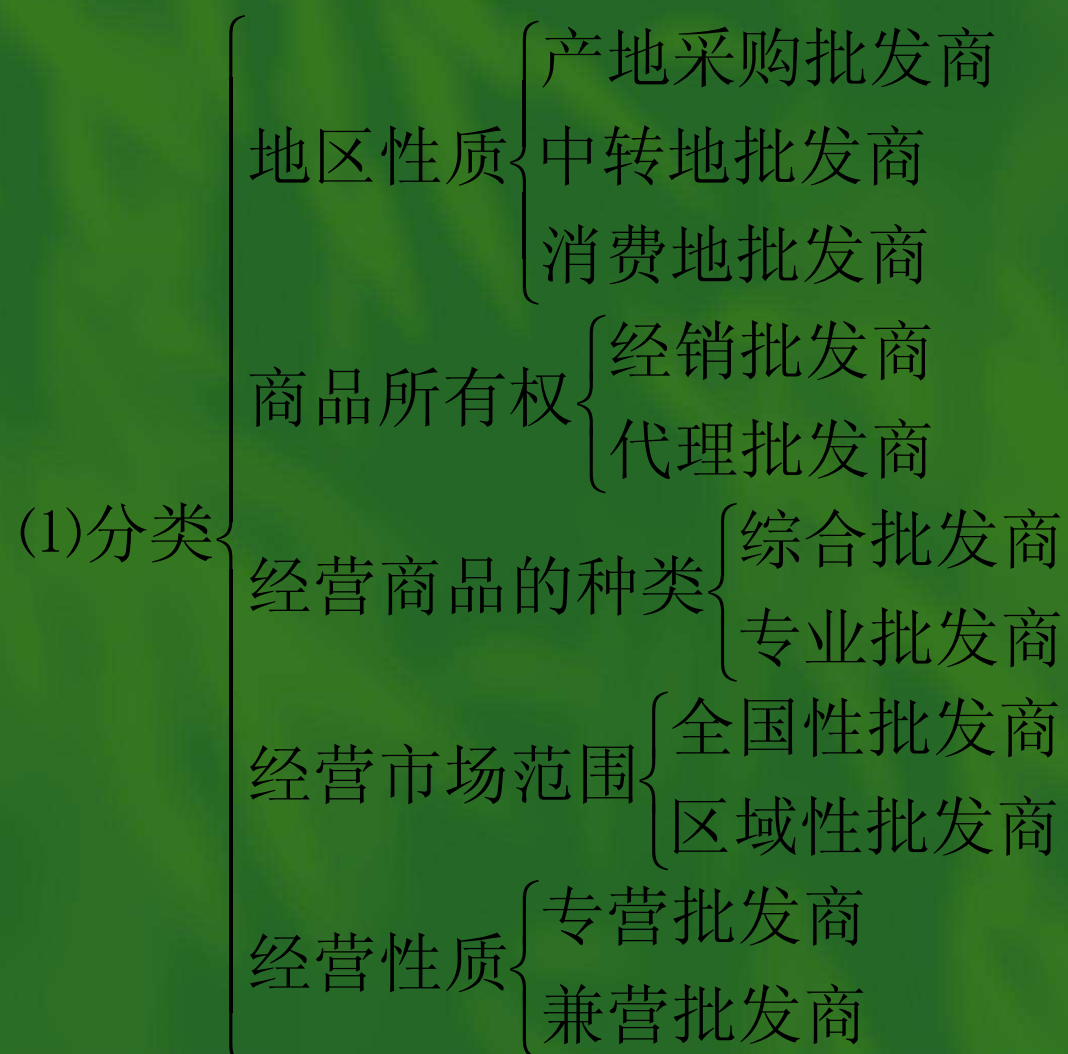 (1)分类
地区性质
产地采购批发商
中转地批发商
消费地批发商
商品所有权
经销批发商
代理批发商
经营商品的种类
综合批发商
专业批发商
经营市场范围
全国性批发商
区域性批发商
经营性质
专营批发商
兼营批发商